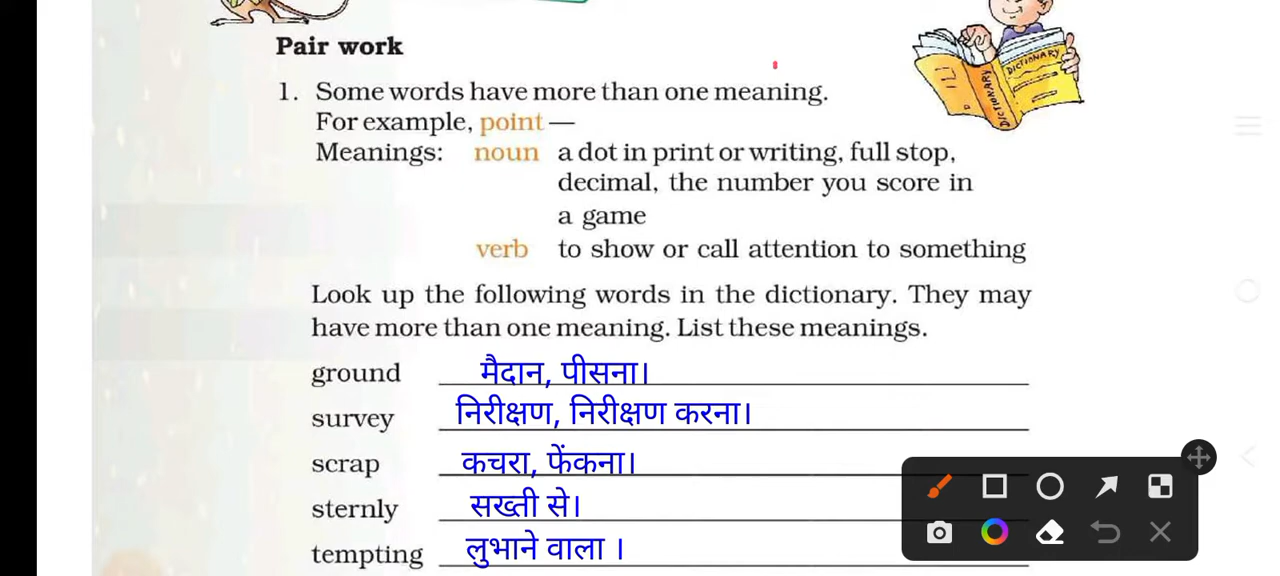 Pair work
DICTIONARY
DICTIONARY
1. Some words have more than one meaning.
For example, point —
Meanings: noun a dot in print or writing, full stop,
decimal, the number you score in
a game
verb to show or call attention to something
Look up the following words in the dictionary. They may
have more than one meaning. List these meanings.
ground मैदान, पीसना।
survey निरीक्षण, निरीक्षण करना।
scrap कचरा, फेंकना।
sternly सख्ती से।
tempting लुभाने वाला ।